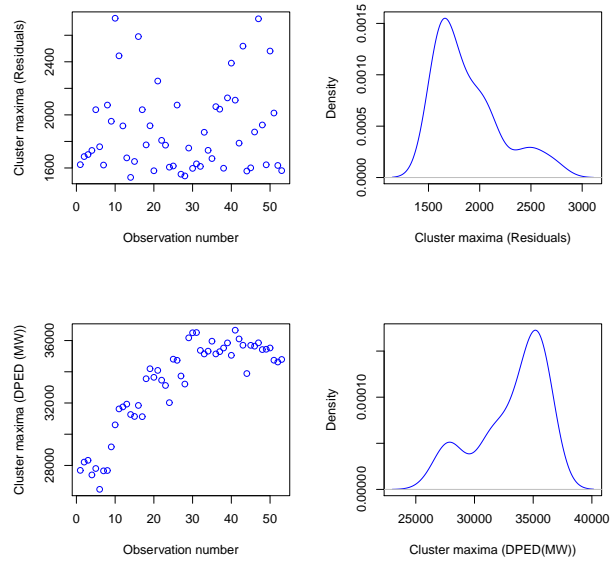 Cluster maxima (Residuals)
1600 2000 2400
0 10 20 30 40 50
Observation number
Density
0.0000 0.0005 0.0010 0.0015
1500 2000 2500 3000
Cluster maxima (Residuals)
Cluster maxima (DPED (MW))
28000 32000 36000
0 10 20 30 40 50
Observation number
Density
0.00000 0.00010
25000 30000 35000 40000
Cluster maxima (DPED(MW))